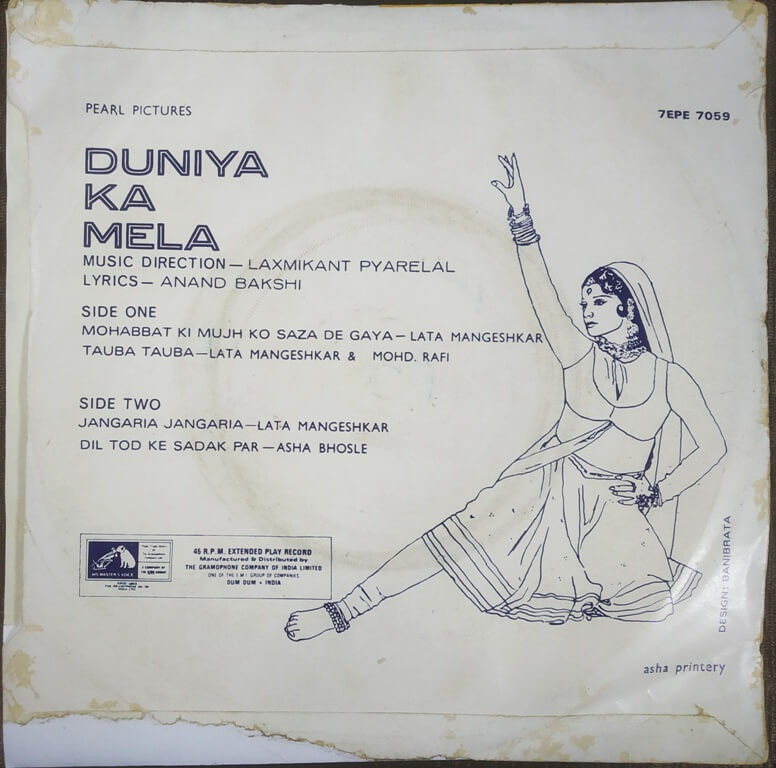 PEARL PICTURES
7EPE 7059
DUNIYA
KA
MELA
MUSIC DIRECTION — LAXMIKANT PYARELAL
LYRICS — ANAND BAKSHI
SIDE ONE
MOHABBAT KI MUJH KO SAZA DE GAYA — LATA MANGESHKAR
TAUBA TAUBA — LATA MANGESHKAR & MOHD. RAFI
SIDE TWO
JANGARIA JANGARIA — LATA MANGESHKAR
DIL TOD KE SADAK PAR — ASHA BHOSLE
HIS MASTER'S VOICE
45 R.P.M. EXTENDED PLAY RECORD
Manufactured & Distributed by
THE GRAMOPHONE COMPANY OF INDIA LIMITED
ONE OF THE E M I GROUP OF COMPANIES
DUM DUM • INDIA
DESIGN: BANIBRATA
asha printery